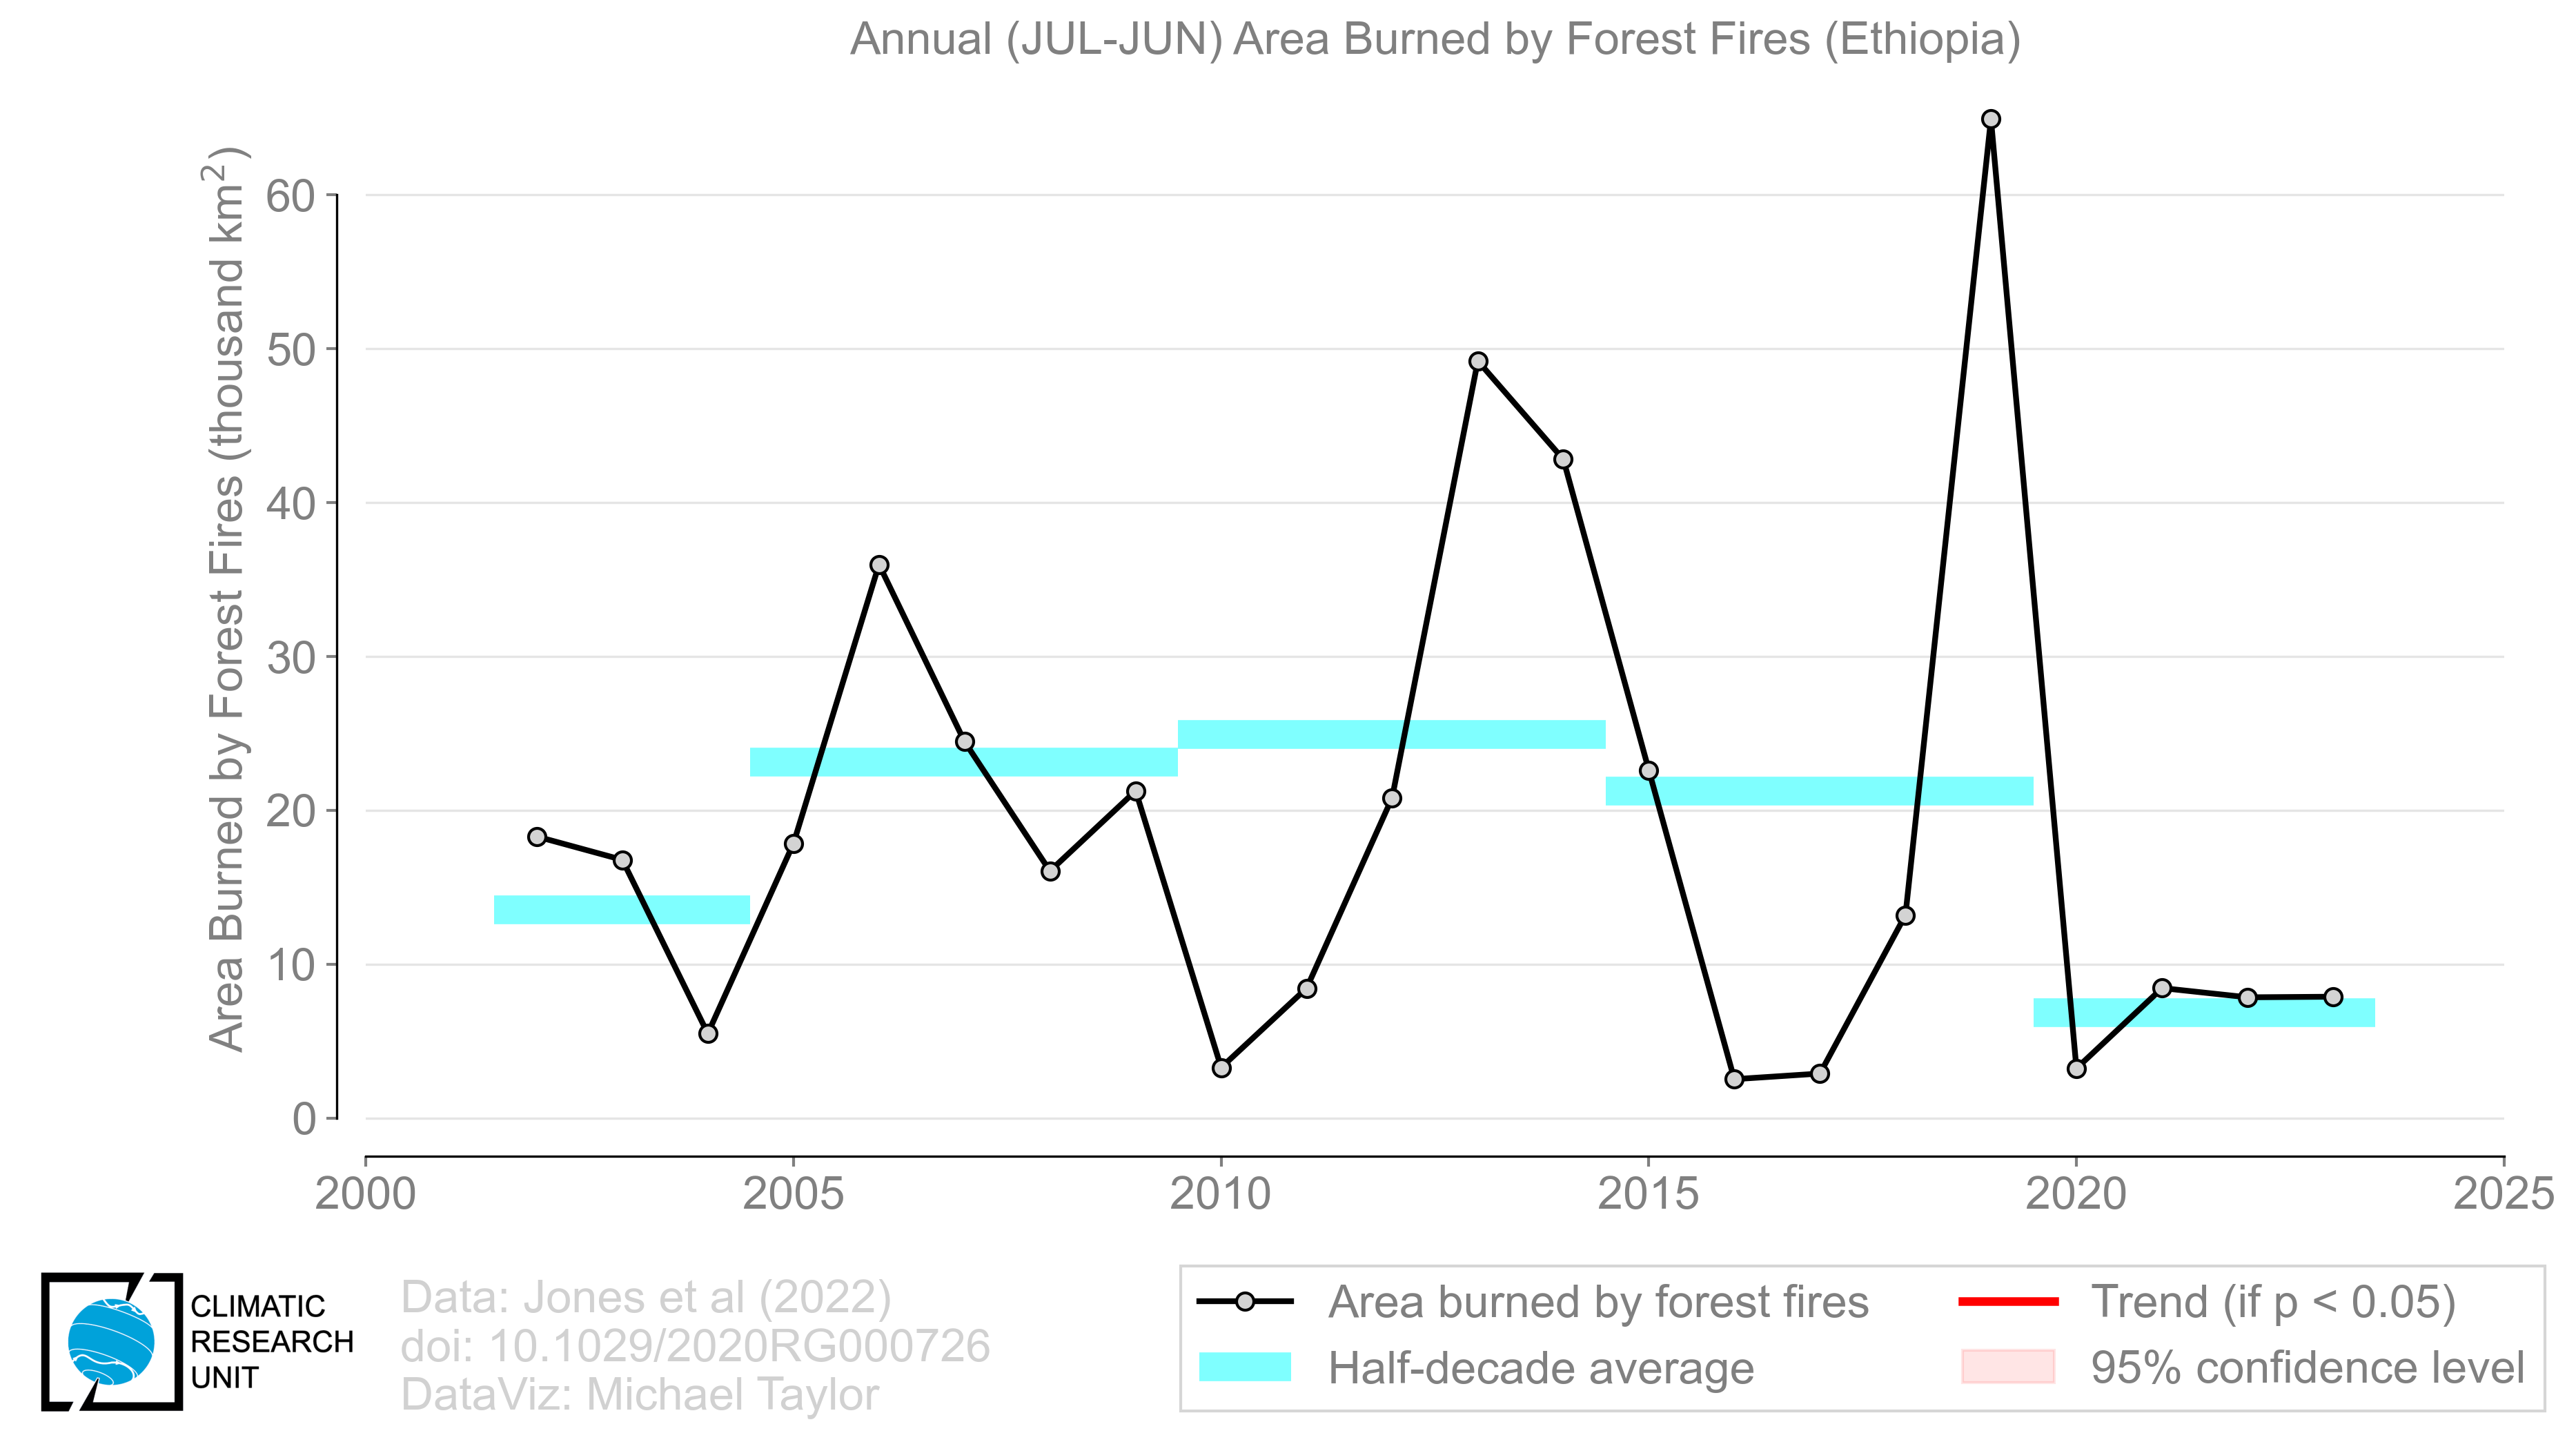 Annual (JUL-JUN) Area Burned by Forest Fires (Ethiopia)
Area Burned by Forest Fires (thousand km²)
60
50
40
30
20
10
0
2000
2005
2010
2015
2020
2025
CLIMATIC
RESEARCH
UNIT
Data: Jones et al (2022)
doi: 10.1029/2020RG000726
DataViz: Michael Taylor
Area burned by forest fires
Half-decade average
Trend (if p < 0.05)
95% confidence level